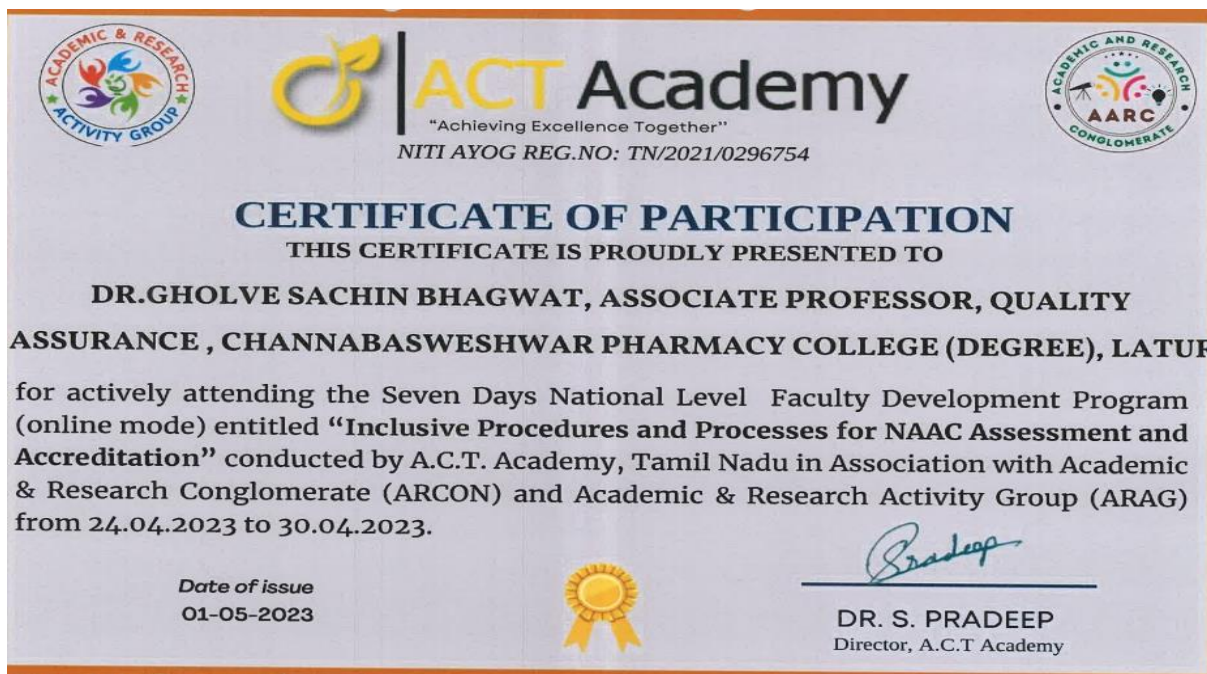 ACADEMIC & RESEARCH
ACTIVITY GROUP
ACT Academy
"Achieving Excellence Together"
NITI AYOG REG.NO: TN/2021/0296754
ACADEMIC AND RESEARCH
AARC
CONGLOMERATE
CERTIFICATE OF PARTICIPATION
THIS CERTIFICATE IS PROUDLY PRESENTED TO
DR.GHOLVE SACHIN BHAGWAT, ASSOCIATE PROFESSOR, QUALITY
ASSURANCE , CHANNABASWESHWAR PHARMACY COLLEGE (DEGREE), LATUR
for actively attending the Seven Days National Level Faculty Development Program
(online mode) entitled “Inclusive Procedures and Processes for NAAC Assessment and
Accreditation” conducted by A.C.T. Academy, Tamil Nadu in Association with Academic
& Research Conglomerate (ARCON) and Academic & Research Activity Group (ARAG)
from 24.04.2023 to 30.04.2023.
Date of issue
01-05-2023
Pradeep
DR. S. PRADEEP
Director, A.C.T Academy